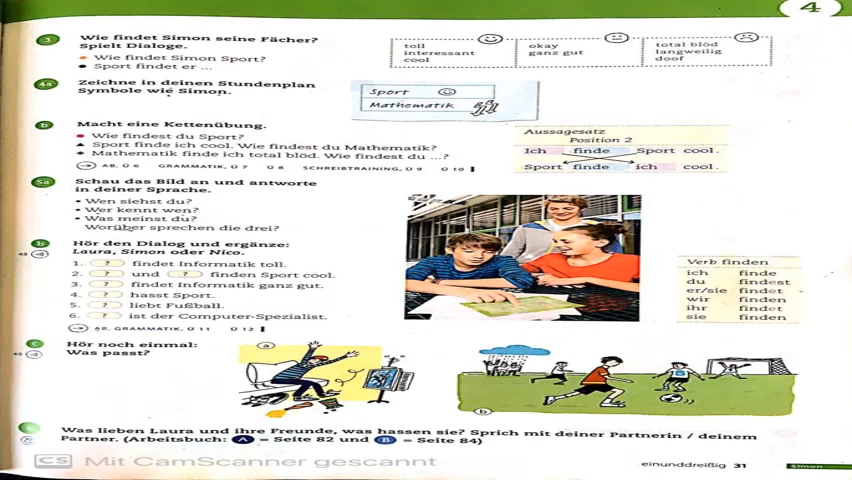 4
3 Wie findet Simon seine Fächer?
Spielt Dialoge.
• Wie findet Simon Sport?
• Sport findet er ...
toll
interessant
cool
okay
ganz gut
total blöd
langweilig
doof
4a Zeichne in deinen Stundenplan
Symbole wie Simon.
Sport
Mathematik
b Macht eine Kettenübung.
• Wie findest du Sport?
▲ Sport finde ich cool. Wie findest du Mathematik?
Mathematik finde ich total blöd. Wie findest du ...?
AB, Ü 6 GRAMMATIK, Ü 7 Ü 8 SCHREIBTRAINING, Ü 9 Ü 10
Aussagesatz
Position 2
Ich finde Sport cool.
Sport finde ich cool.
5a Schau das Bild an und antworte
in deiner Sprache.
• Wen siehst du?
• Wer kennt wen?
• Was meinst du?
Worüber sprechen die drei?
b Hör den Dialog und ergänze:
Laura, Simon oder Nico.
1. ? findet Informatik toll.
2. ? und ? finden Sport cool.
3. ? findet Informatik ganz gut.
4. ? hasst Sport.
5. ? liebt Fußball.
6. ? ist der Computer-Spezialist.
AB, GRAMMATIK, Ü 11 Ü 12
Verb finden
ich finde
du findest
er/sie findet
wir finden
ihr findet
sie finden
c Hör noch einmal:
Was passt?
a
b
Was lieben Laura und ihre Freunde, was hassen sie? Sprich mit deiner Partnerin / deinem
Partner. (Arbeitsbuch: A = Seite 82 und B = Seite 84)
CS Mit CamScanner gescannt
einunddreißig 31
Simon